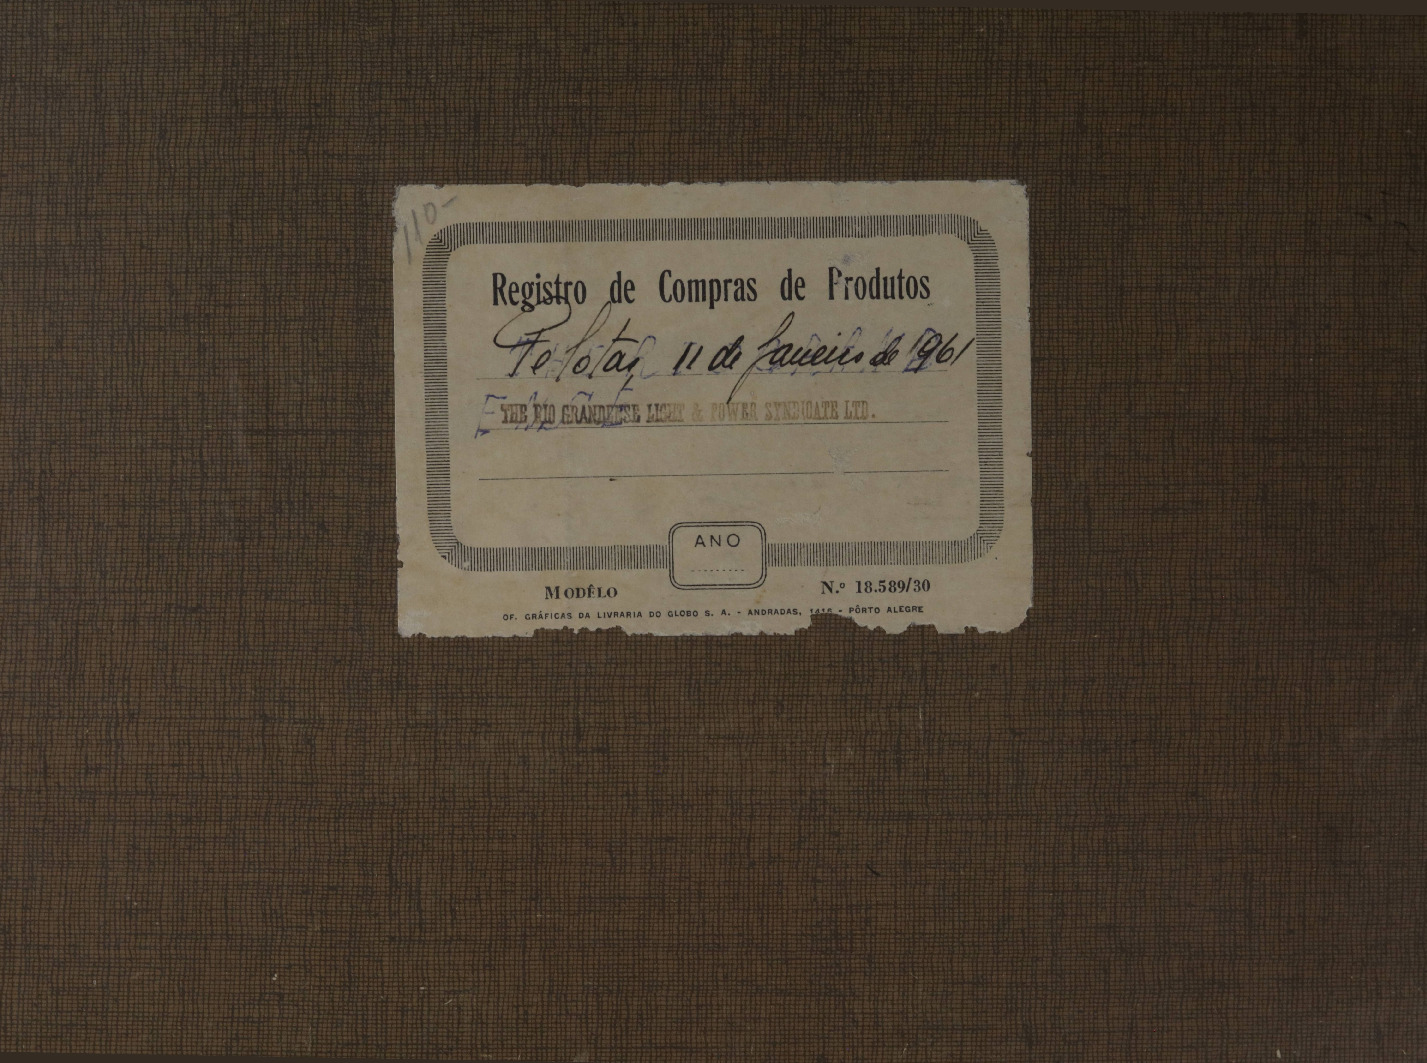 110-
Registro de Compras de Produtos
Pelotas, 11 de Janeiro de 1961
THE RIO GRANDENSE LIGHT & POWER SYNDICATE LTD.
ANO
MODÊLO N.º 18.589/30
OF. GRÁFICAS DA LIVRARIA DO GLOBO S. A. - ANDRADAS, 1416 - PÔRTO ALEGRE